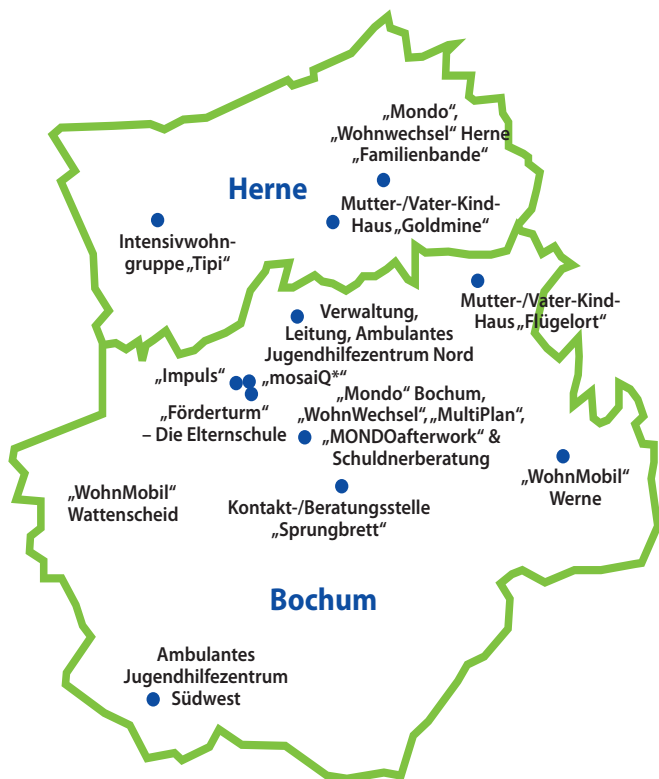 „Mondo“,
„Wohnwechsel“ Herne
„Familienbande“
Herne
Mutter-/Vater-Kind-
Haus „Goldmine“
Intensivwohn-
gruppe „Tipi“
Mutter-/Vater-Kind-
Haus „Flügelort“
Verwaltung,
Leitung, Ambulantes
Jugendhilfezentrum Nord
„Impuls“
„mosaiQ*“
„Förderturm“
– Die Elternschule
„Mondo“ Bochum,
„WohnWechsel“, „MultiPlan“,
„MONDOafterwork“ &
Schuldnerberatung
„WohnMobil“
Werne
„WohnMobil“
Wattenscheid
Kontakt-/Beratungsstelle
„Sprungbrett“
Bochum
Ambulantes
Jugendhilfezentrum
Südwest